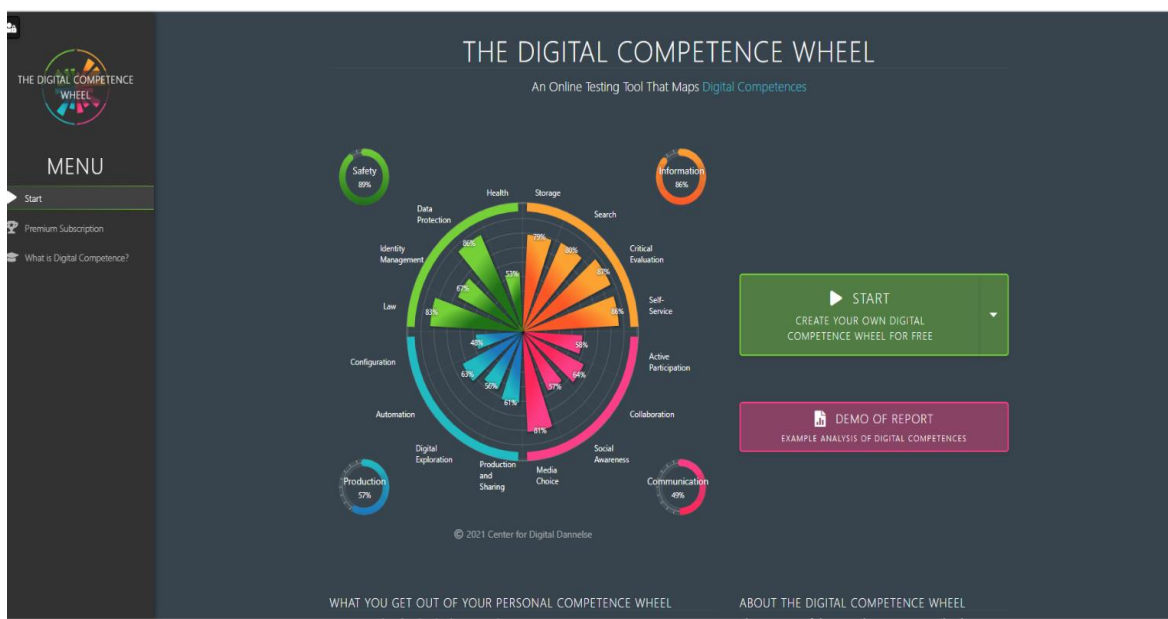 THE DIGITAL COMPETENCE
WHEEL
MENU
Start
Premium Subscription
What is Digital Competence?
THE DIGITAL COMPETENCE WHEEL
An Online Testing Tool That Maps Digital Competences
Safety
89%
Information
86%
Health
Storage
Data
Protection
Search
Identity
Management
Critical
Evaluation
Law
Self-
Service
86%
53%
67%
83%
79%
80%
87%
86%
48%
63%
56%
61%
58%
64%
57%
81%
Configuration
Active
Participation
Automation
Collaboration
Digital
Exploration
Production
and
Sharing
Media
Choice
Social
Awareness
Production
57%
Communication
49%
© 2021 Center for Digital Dannelse
START
CREATE YOUR OWN DIGITAL
COMPETENCE WHEEL FOR FREE
DEMO OF REPORT
EXAMPLE ANALYSIS OF DIGITAL COMPETENCES
WHAT YOU GET OUT OF YOUR PERSONAL COMPETENCE WHEEL
ABOUT THE DIGITAL COMPETENCE WHEEL